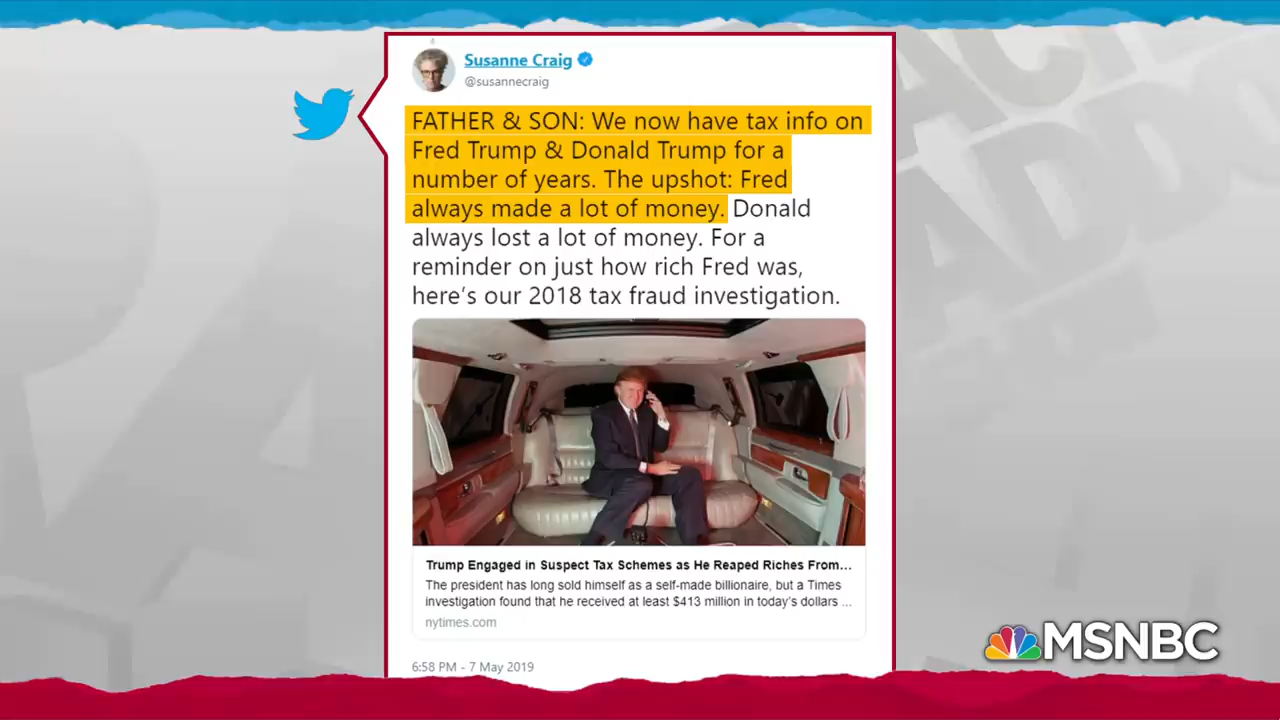 Susanne Craig
@susannecraig
FATHER & SON: We now have tax info on
Fred Trump & Donald Trump for a
number of years. The upshot: Fred
always made a lot of money. Donald
always lost a lot of money. For a
reminder on just how rich Fred was,
here's our 2018 tax fraud investigation.
Trump Engaged in Suspect Tax Schemes as He Reaped Riches From...
The president has long sold himself as a self-made billionaire, but a Times
investigation found that he received at least $413 million in today's dollars ...
nytimes.com
6:58 PM - 7 May 2019
MSNBC